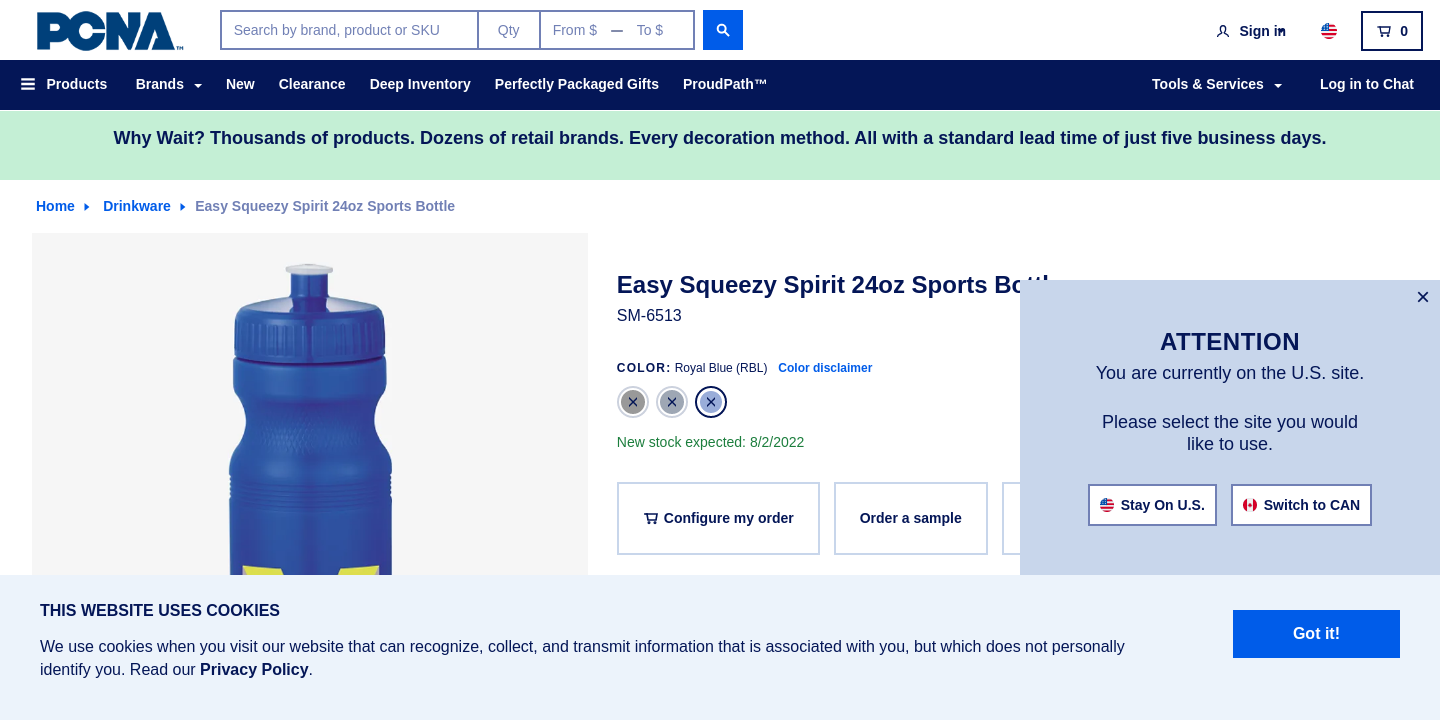 PCNA™
Search by brand, product or SKU Qty From $ — To $
Sign in
0
Products Brands New Clearance Deep Inventory Perfectly Packaged Gifts ProudPath™ Tools & Services Log in to Chat
Why Wait? Thousands of products. Dozens of retail brands. Every decoration method. All with a standard lead time of just five business days.
Home Drinkware Easy Squeezy Spirit 24oz Sports Bottle
Easy Squeezy Spirit 24oz Sports
SM-6513
COLOR: Royal Blue (RBL) Color disclaimer
New stock expected: 8/2/2022
Configure my order Order a sample
ATTENTION
You are currently on the U.S. site.
Please select the site you would
like to use.
Stay On U.S. Switch to CAN
THIS WEBSITE USES COOKIES
We use cookies when you visit our website that can recognize, collect, and transmit information that is associated with you, but which does not personally
identify you. Read our Privacy Policy.
Got it!